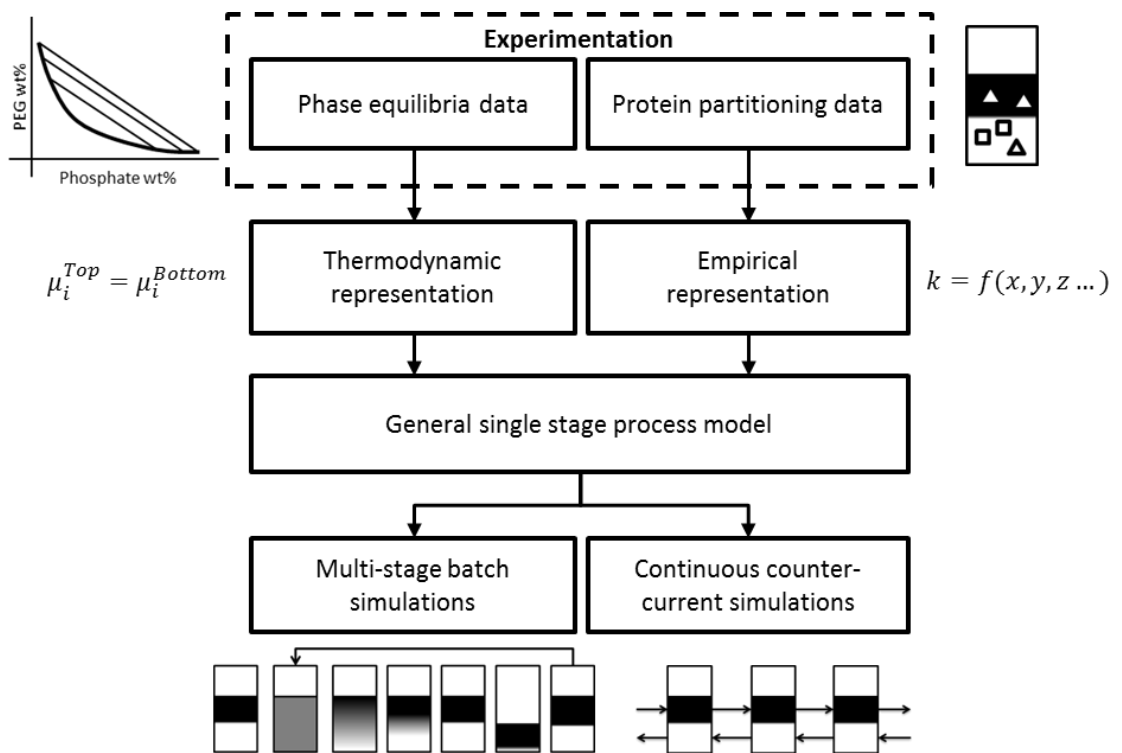 Experimentation
PEG wt%
Phosphate wt%
Phase equilibria data
Protein partitioning data
Thermodynamic
representation
Empirical
representation
μ_i^{Top} = μ_i^{Bottom}
k = f(x, y, z ...)
General single stage process model
Multi-stage batch
simulations
Continuous counter-
current simulations